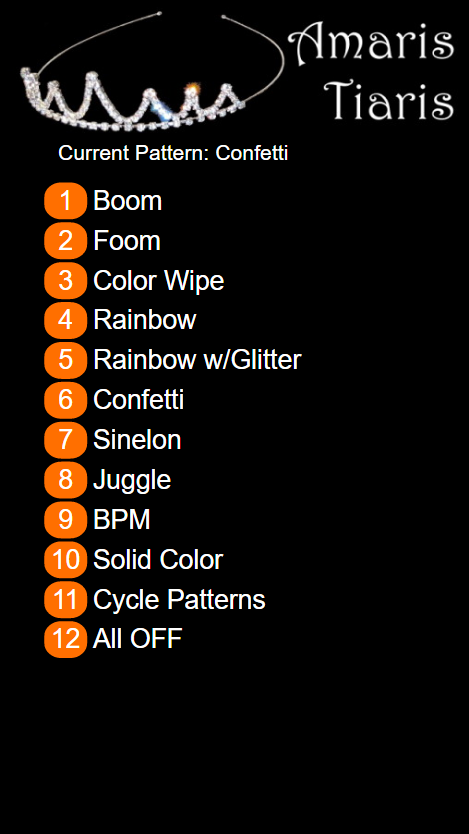 Amaris
Tiaris
Current Pattern: Confetti
1 Boom
2 Foom
3 Color Wipe
4 Rainbow
5 Rainbow w/Glitter
6 Confetti
7 Sinelon
8 Juggle
9 BPM
10 Solid Color
11 Cycle Patterns
12 All OFF